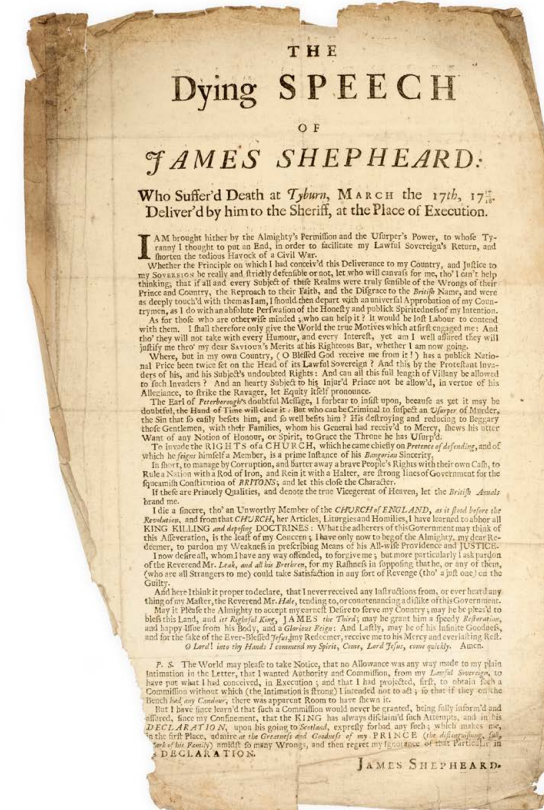 THE
Dying SPEECH
OF
JAMES SHEPHEARD:
Who Suffer'd Death at Tyburn, MARCH the 17th, 17
Deliver'd by him to the Sheriff, at the Place of Execution.
I AM brought hither by the Almighty's Permission and the Usurper's Power, to whose Ty-
ranny I thought to put an End, in order to facilitate my Lawful Sovereign's Return, and
shorten the tedious Havock of a Civil War.
Whether the Principle on which I had conceiv'd this Deliverance to my Country, and Justice to
my SOVEREIGN be really and strictly defensible or not, let who will canvass for me, tho' I can't help
thinking, that if all and every Subject of these Realms were truly sensible of the Wrongs of their
Prince and Country, the Reproach to their Faith, and the Disgrace to the British Name, and were
as deeply touch'd with them as I am, I should then depart with an universal Approbation of my Coun-
trymen, as I do with an absolute Perswasion of the Honesty and publick Spiritedness of my Intention.
As for those who are otherwise minded, who can help it? It would be lost Labour to contend
with them. I shall therefore only give the World the true Motives which at first engaged me: And
tho' they will not take with every Humour, and every Interest, yet am I well assured they will
justifie me thro' my dear SAVIOUR's Merits at his Righteous Bar, whither I am now going.
Where, but in my own Country, (O Blessed God receive me from it!) has a publick Natio-
nal Price been twice set on the Head of its Lawful Sovereign? And this by the Protestant Inva-
ders of his, and his Subject's undoubted Rights: And can all this full length of Villany be allowed
to such Invaders? And an hearty Subject to his Injur'd Prince not be allow'd, in vertue of his
Allegiance, to strike the Ravager, let Equity itself pronounce.
The Earl of Peterborough's doubtful Message, I forbear to insist upon, because as yet it may be
doubtful, the Hand of Time will clear it. But who can be Criminal to suspect an Usurper of Murder,
the Sin that so easily besets him, and so well befits him? His destroying and reducing to Beggary
those Gentlemen, with their Families, whom his General had receiv'd to Mercy, shews his utter
Want of any Notion of Honour, or Spirit, to Grace the Throne he has Usurp'd.
To invade the RIGHTS of a CHURCH, which he came chiefly on Pretence of defending, and of
which he feigns himself a Member, is a prime Instance of his Bangorian Sincerity.
In short, to manage by Corruption, and barter away a brave People's Rights with their own Cash, to
Rule a Nation with a Rod of Iron, and Rein it with a Halter, are strong lines of Government for the
squeamish Constitution of BRITONS; and let this close the Character.
If these are Princely Qualities, and denote the true Vicegerent of Heaven, let the British Annals
brand me.
I die a sincere, tho' an Unworthy Member of the CHURCH of ENGLAND, as it stood before the
Revolution, and from that CHURCH, her Articles, Liturgies and Homilies, I have learned to abhor all
KING KILLING and deposing DOCTRINES: What the adherers of this Government may think of
this Asseveration, is the least of my Concern; I have only now to beg of the Almighty, my dear Re-
deemer, to pardon my Weakness in prescribing Means of his All-wise Providence and JUSTICE.
I now desire all, whom I have any way offended, to forgive me; but more particularly I ask pardon
of the Reverend Mr. Leak, and all his Brethren, for my Rashness in supposing that he, or any of them,
(who are all Strangers to me) could take Satisfaction in any sort of Revenge (tho' a just one) on the
Guilty.
And here I think it proper to declare, that I never received any Instructions from, or ever heard any
thing of my Master, the Reverend Mr. Hale, tending to, or countenancing a dislike of this Government.
May it Please the Almighty to accept my earnest Desire to serve my Country; may he be pleas'd to
bless this Land, and its Rightful King, JAMES the Third; may he grant him a speedy Restoration,
and happy Issue from his Body, and a Glorious Reign: And Lastly, may he of his Infinite Goodness,
and for the sake of the Ever-Blessed Jesus, my Redeemer, receive me to his Mercy and everlasting Rest.
O Lord! into thy Hands I commend my Spirit, Come, Lord Jesus, come quickly. Amen.
P. S. The World may please to take Notice, that no Allowance was any way made to my plain
Intimation in the Letter, that I wanted Authority and Commission, from my Lawful Sovereign, to
have put what I had conceived, in Execution; and that I had projected, first, to obtain such a
Commission without which (the Intimation is strong) I intended not to act; so that if they on the
Bench had any Candour, there was apparent Room to have shewn it.
But I have since learn'd that such a Commission would never be granted, being fully inform'd and
assured, since my Confinement, that the KING has always disclaim'd such Attempts, and in his
DECLARATION, upon his going to Scotland, expresly forbad any such; which makes me,
in the first Place, admire at the Greatness and Goodness of my PRINCE (the distinguishing,
Mark of his Family) amidst so many Wrongs, and then regret my Ignorance of that Particular in
DECLARATION.
JAMES SHEPHEARD.